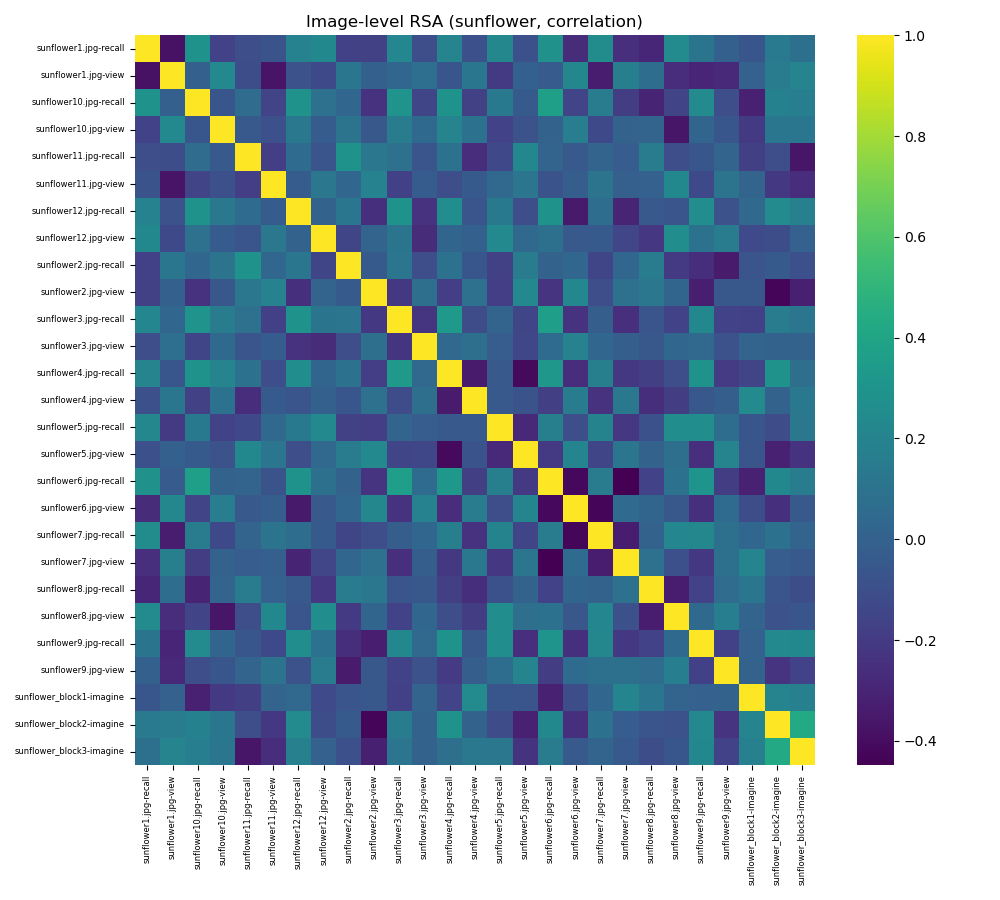 Image-level RSA (sunflower, correlation)
sunflower1.jpg-recall
sunflower1.jpg-view
sunflower10.jpg-recall
sunflower10.jpg-view
sunflower11.jpg-recall
sunflower11.jpg-view
sunflower12.jpg-recall
sunflower12.jpg-view
sunflower2.jpg-recall
sunflower2.jpg-view
sunflower3.jpg-recall
sunflower3.jpg-view
sunflower4.jpg-recall
sunflower4.jpg-view
sunflower5.jpg-recall
sunflower5.jpg-view
sunflower6.jpg-recall
sunflower6.jpg-view
sunflower7.jpg-recall
sunflower7.jpg-view
sunflower8.jpg-recall
sunflower8.jpg-view
sunflower9.jpg-recall
sunflower9.jpg-view
sunflower_block1-imagine
sunflower_block2-imagine
sunflower_block3-imagine
sunflower1.jpg-recall
sunflower1.jpg-view
sunflower10.jpg-recall
sunflower10.jpg-view
sunflower11.jpg-recall
sunflower11.jpg-view
sunflower12.jpg-recall
sunflower12.jpg-view
sunflower2.jpg-recall
sunflower2.jpg-view
sunflower3.jpg-recall
sunflower3.jpg-view
sunflower4.jpg-recall
sunflower4.jpg-view
sunflower5.jpg-recall
sunflower5.jpg-view
sunflower6.jpg-recall
sunflower6.jpg-view
sunflower7.jpg-recall
sunflower7.jpg-view
sunflower8.jpg-recall
sunflower8.jpg-view
sunflower9.jpg-recall
sunflower9.jpg-view
sunflower_block1-imagine
sunflower_block2-imagine
sunflower_block3-imagine
1.0
0.8
0.6
0.4
0.2
0.0
−0.2
−0.4